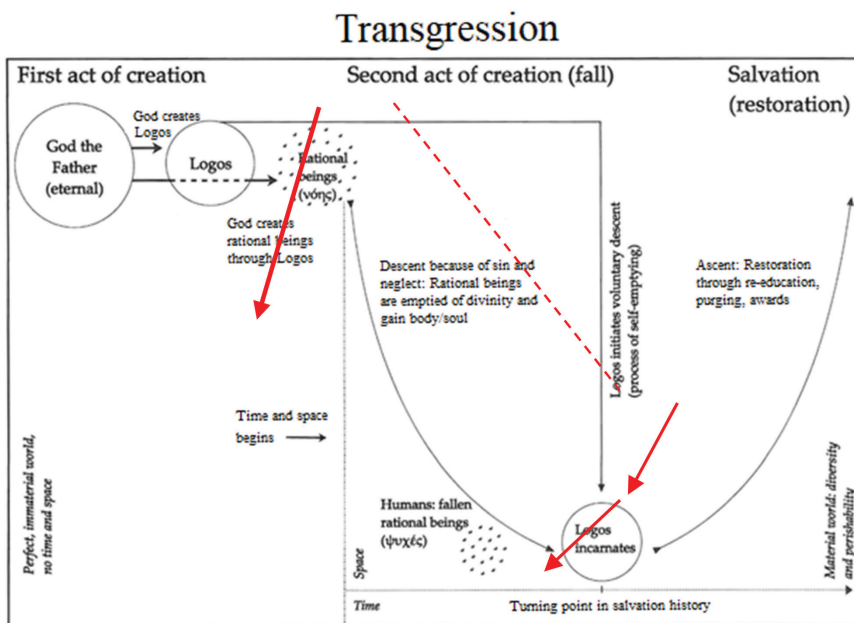 Transgression
First act of creation
Second act of creation (fall)
Salvation
(restoration)
God creates
Logos
God the
Father
(eternal)
Logos
Rational
beings
(νόης)
God creates
rational beings
through Logos
Descent because of sin and
neglect: Rational beings
are emptied of divinity and
gain body/soul
Logos initiates voluntary descent
(process of self-emptying)
Ascent: Restoration
through re-education,
purging, awards
Time and space
begins
Perfect, immaterial world,
no time and space
Humans: fallen
rational beings
(ψυχές)
Logos
incarnates
Space
Material world: diversity
and perishability
Time
Turning point in salvation history